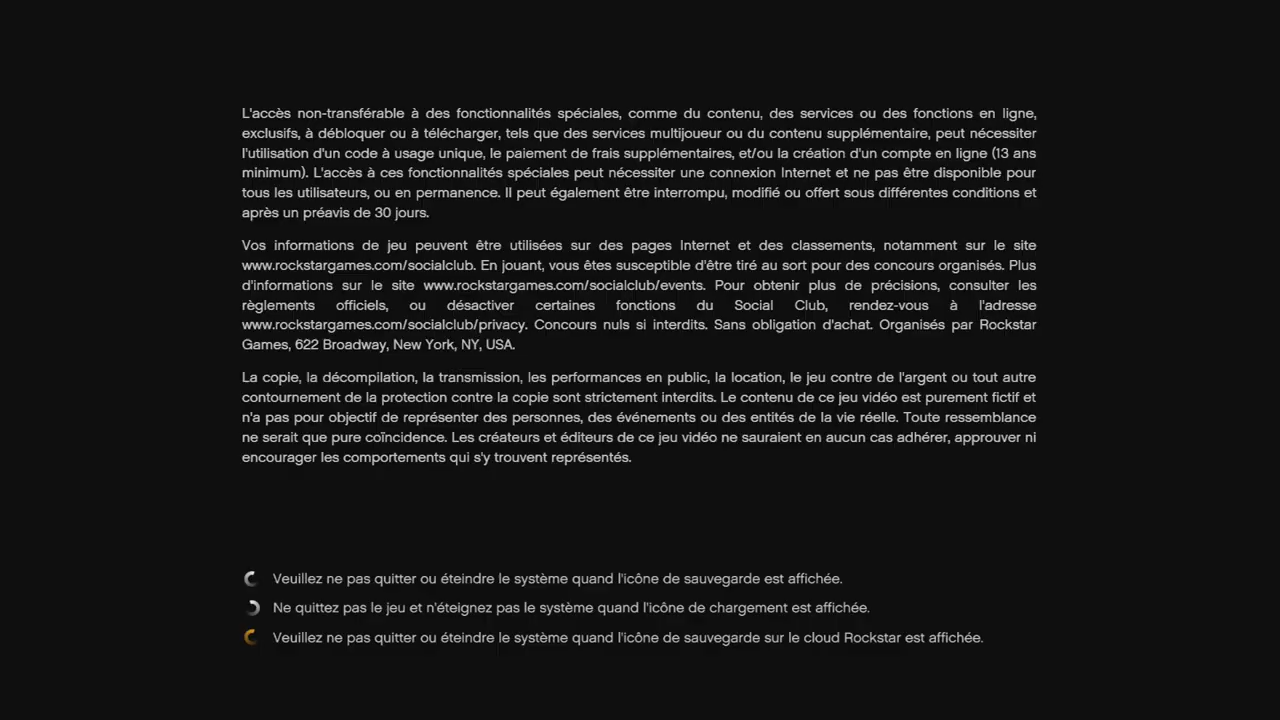 L'accès non-transférable à des fonctionnalités spéciales, comme du contenu, des services ou des fonctions en ligne,
exclusifs, à débloquer ou à télécharger, tels que des services multijoueur ou du contenu supplémentaire, peut nécessiter
l'utilisation d'un code à usage unique, le paiement de frais supplémentaires, et/ou la création d'un compte en ligne (13 ans
minimum). L'accès à ces fonctionnalités spéciales peut nécessiter une connexion Internet et ne pas être disponible pour
tous les utilisateurs, ou en permanence. Il peut également être interrompu, modifié ou offert sous différentes conditions et
après un préavis de 30 jours.
Vos informations de jeu peuvent être utilisées sur des pages Internet et des classements, notamment sur le site
www.rockstargames.com/socialclub. En jouant, vous êtes susceptible d'être tiré au sort pour des concours organisés. Plus
d'informations sur le site www.rockstargames.com/socialclub/events. Pour obtenir plus de précisions, consulter les
règlements officiels, ou désactiver certaines fonctions du Social Club, rendez-vous à l'adresse
www.rockstargames.com/socialclub/privacy. Concours nuls si interdits. Sans obligation d'achat. Organisés par Rockstar
Games, 622 Broadway, New York, NY, USA.
La copie, la décompilation, la transmission, les performances en public, la location, le jeu contre de l'argent ou tout autre
contournement de la protection contre la copie sont strictement interdits. Le contenu de ce jeu vidéo est purement fictif et
n'a pas pour objectif de représenter des personnes, des événements ou des entités de la vie réelle. Toute ressemblance
ne serait que pure coïncidence. Les créateurs et éditeurs de ce jeu vidéo ne sauraient en aucun cas adhérer, approuver ni
encourager les comportements qui s'y trouvent représentés.
Veuillez ne pas quitter ou éteindre le système quand l'icône de sauvegarde est affichée.
Ne quittez pas le jeu et n'éteignez pas le système quand l'icône de chargement est affichée.
Veuillez ne pas quitter ou éteindre le système quand l'icône de sauvegarde sur le cloud Rockstar est affichée.